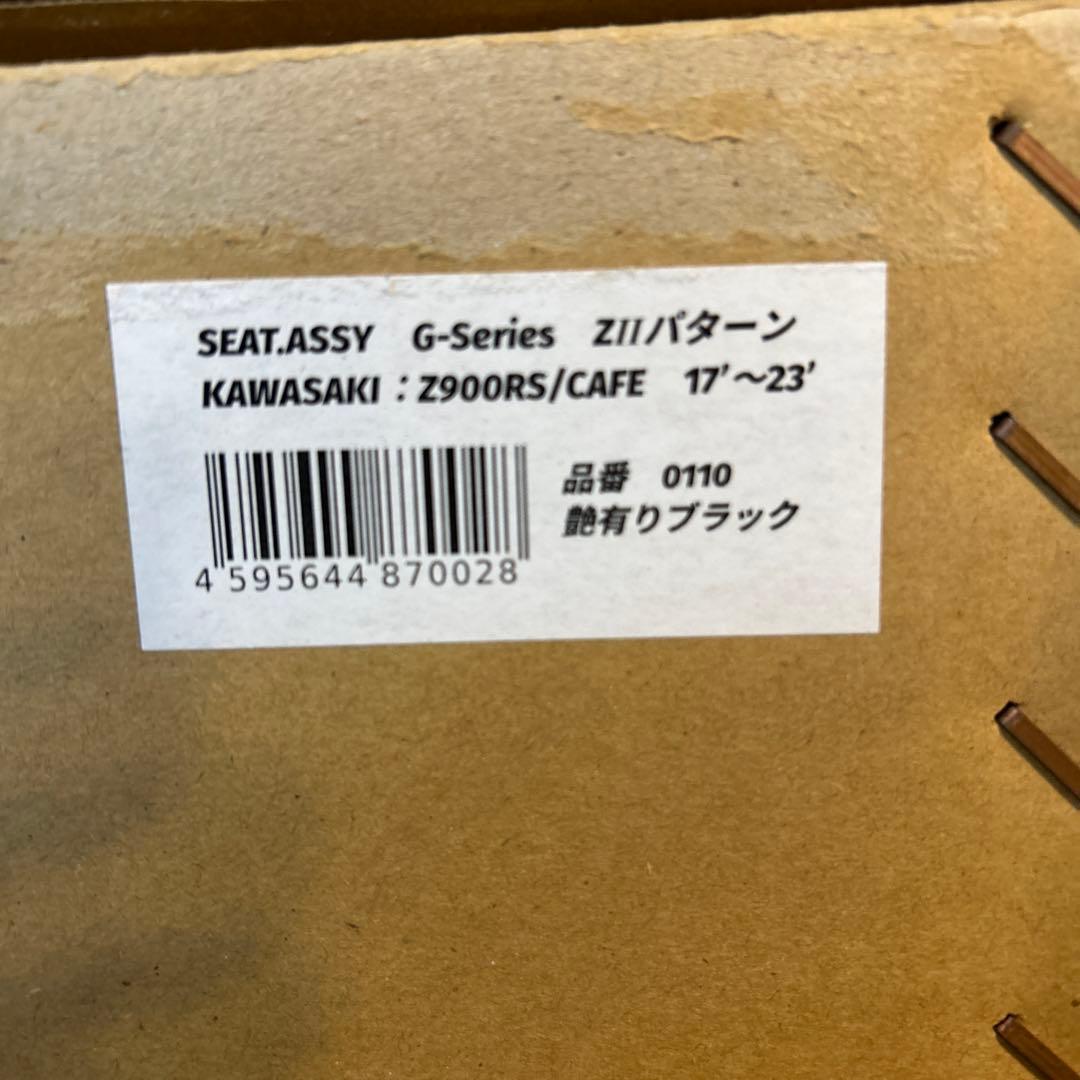 SEAT.ASSY　G-Series　ZIIパターン
KAWASAKI：Z900RS/CAFE　17'～23'
品番　0110
艶有りブラック
4 595644 870028